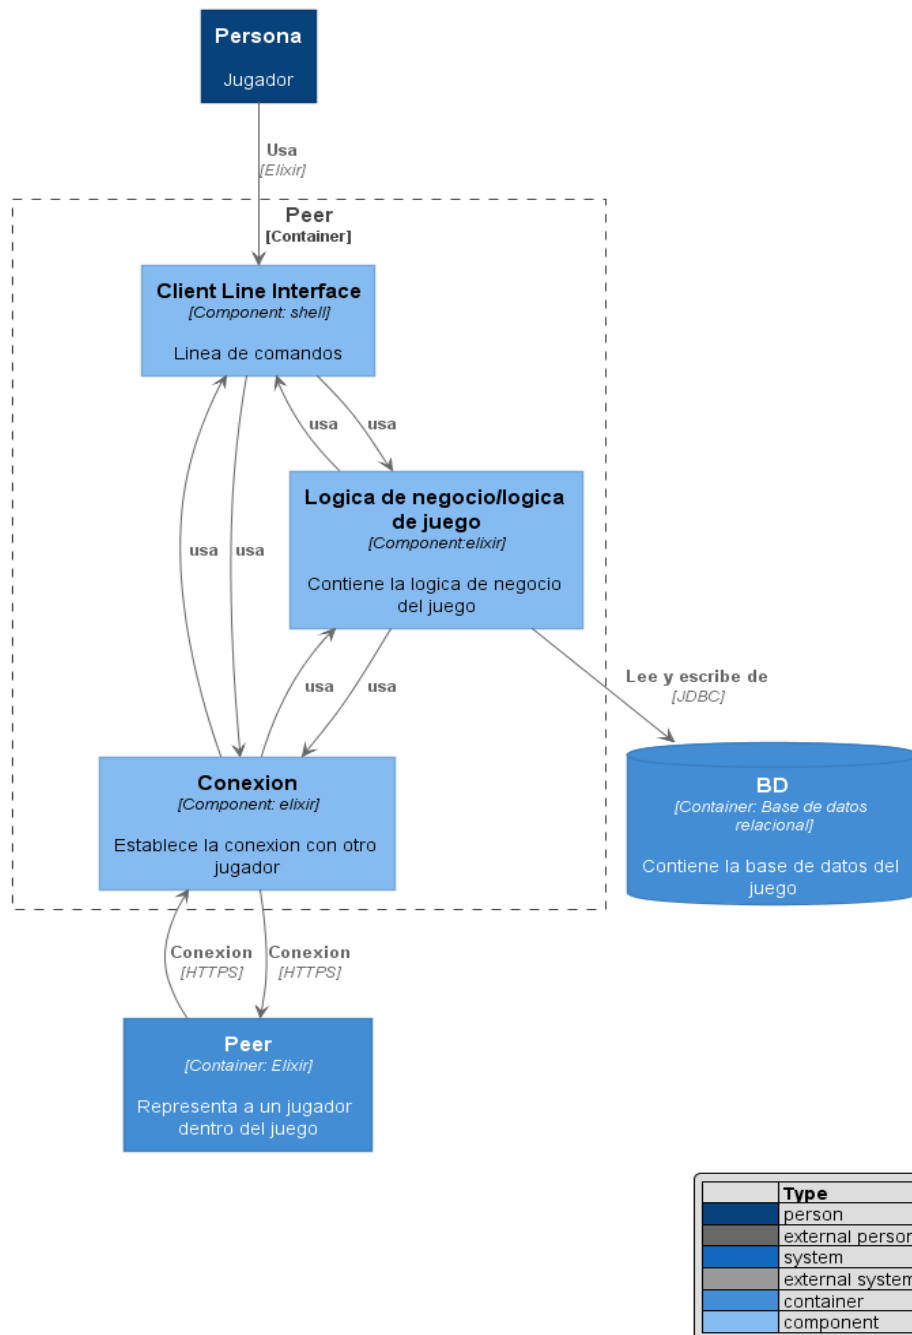 Persona
Jugador
Usa
[Elixir]
Peer
[Container]
Client Line Interface
[Component: shell]
Linea de comandos
usa
usa
Logica de negocio/logica
de juego
[Component:elixir]
Contiene la logica de negocio
del juego
usa
usa
usa
usa
Lee y escribe de
[JDBC]
Conexion
[Component: elixir]
Establece la conexion con otro
jugador
BD
[Container: Base de datos
relacional]
Contiene la base de datos del
juego
Conexion
[HTTPS]
Conexion
[HTTPS]
Peer
[Container: Elixir]
Representa a un jugador
dentro del juego
Type
person
external person
system
external system
container
component